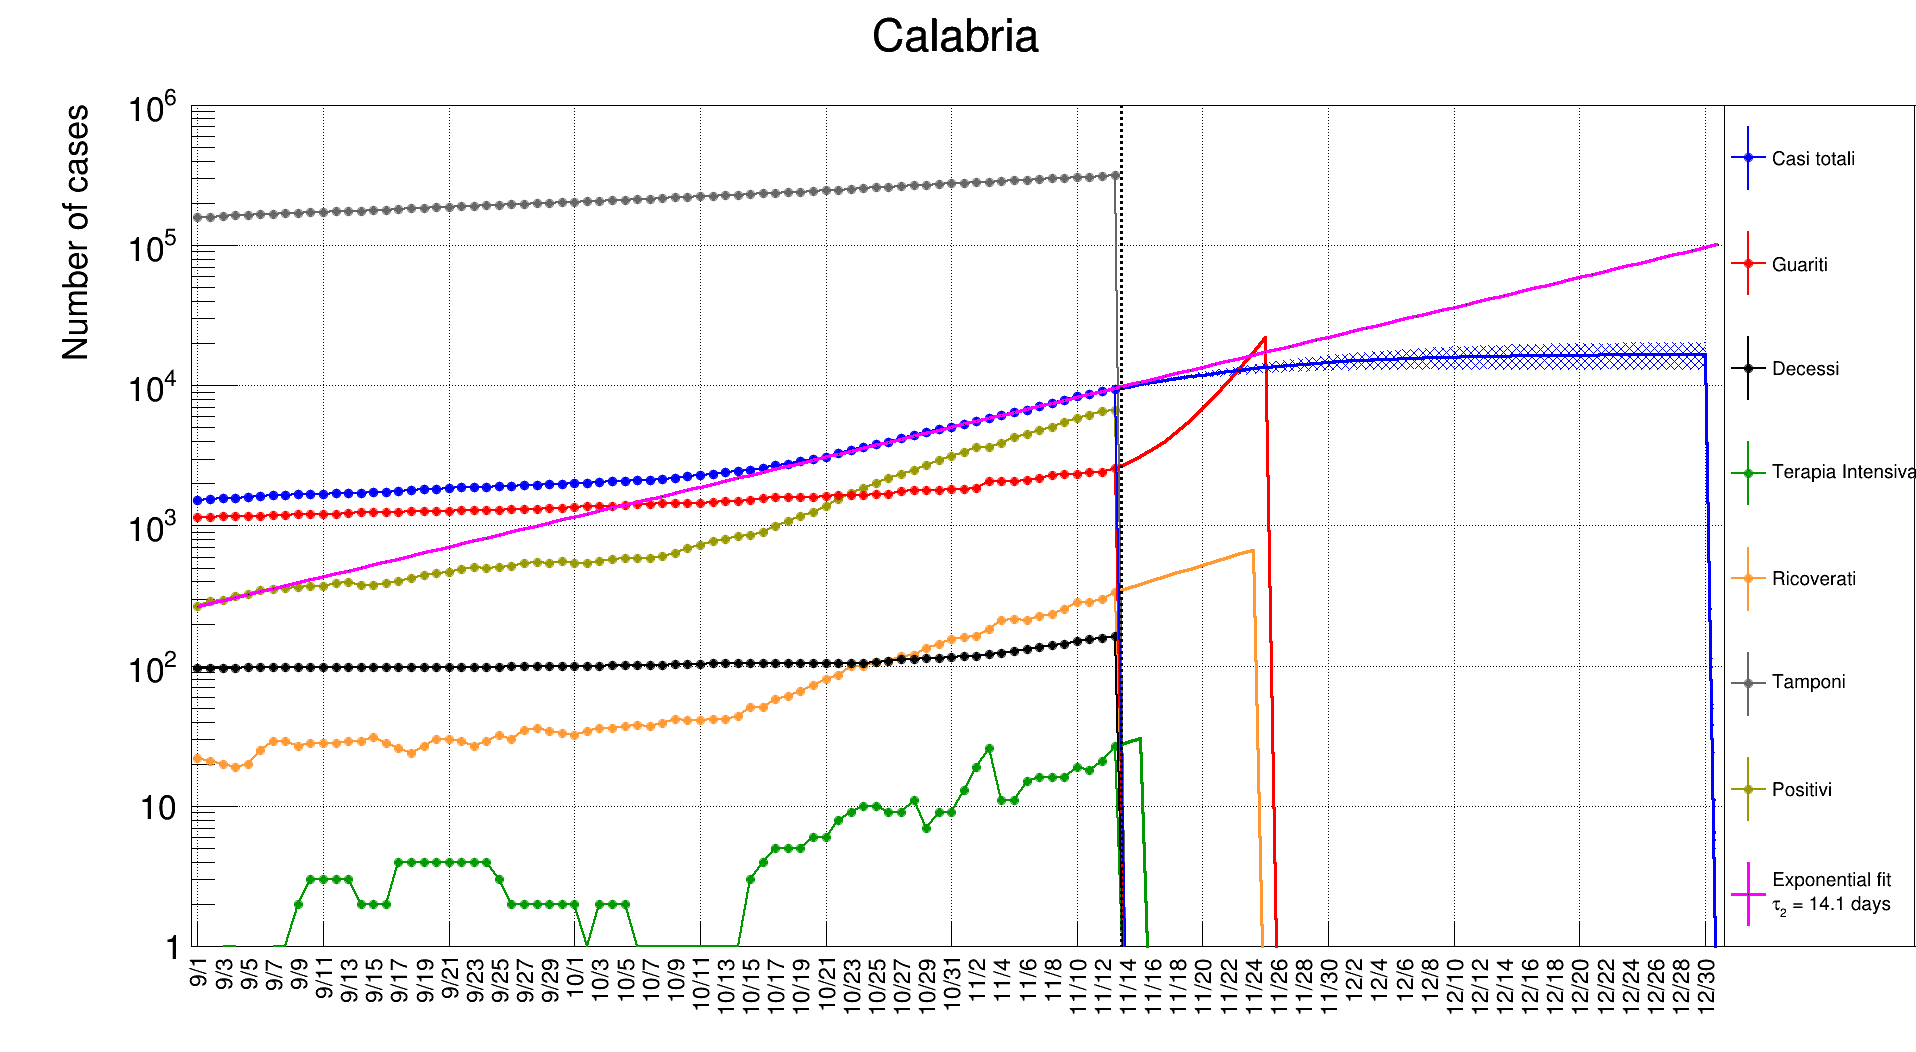 Calabria
Number of cases
10^6
10^5
10^4
10^3
10^2
10
1
9/1 9/3 9/5 9/7 9/9 9/11 9/13 9/15 9/17 9/19 9/21 9/23 9/25 9/27 9/29 10/1 10/3 10/5 10/7 10/9 10/11 10/13 10/15 10/17 10/19 10/21 10/23 10/25 10/27 10/29 10/31 11/2 11/4 11/6 11/8 11/10 11/12 11/14 11/16 11/18 11/20 11/22 11/24 11/26 11/28 11/30 12/2 12/4 12/6 12/8 12/10 12/12 12/14 12/16 12/18 12/20 12/22 12/24 12/26 12/28 12/30
Casi totali
Guariti
Decessi
Terapia Intensiva
Ricoverati
Tamponi
Positivi
Exponential fit
τ₂ = 14.1 days